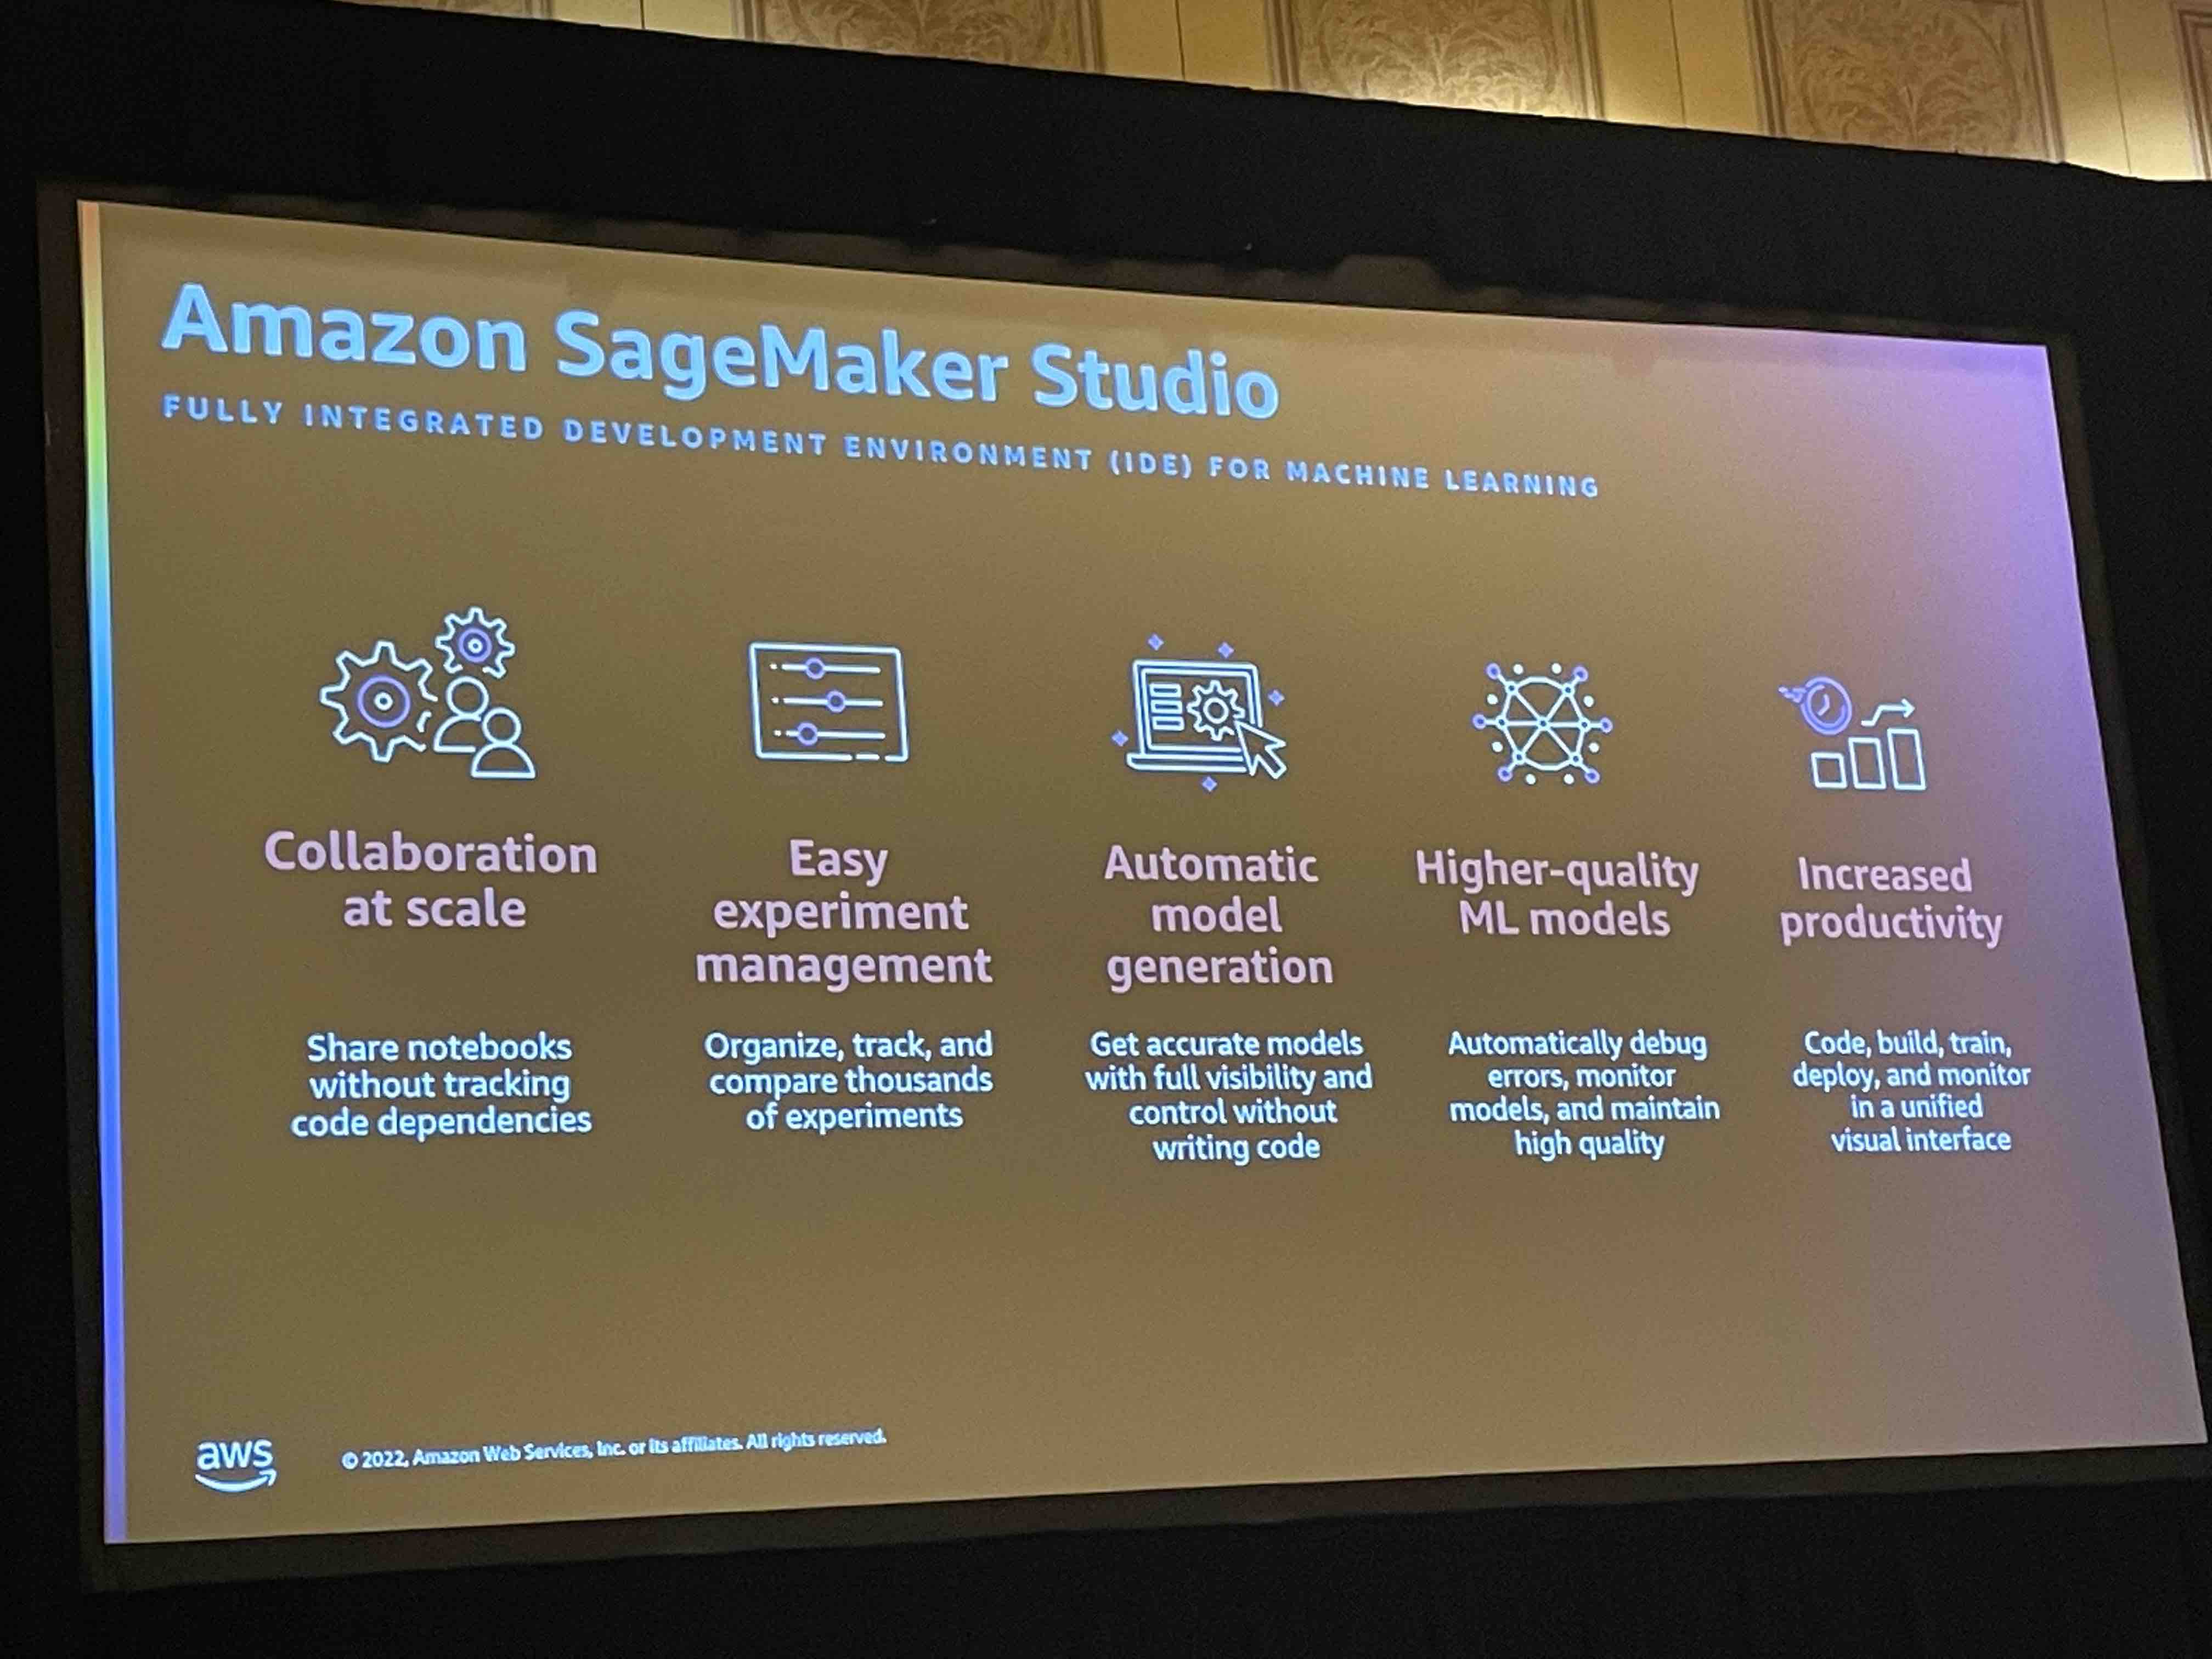 Amazon SageMaker Studio
FULLY INTEGRATED DEVELOPMENT ENVIRONMENT (IDE) FOR MACHINE LEARNING
Collaboration
at scale
Share notebooks
without tracking
code dependencies
Easy
experiment
management
Organize, track, and
compare thousands
of experiments
Automatic
model
generation
Get accurate models
with full visibility and
control without
writing code
Higher-quality
ML models
Automatically debug
errors, monitor
models, and maintain
high quality
Increased
productivity
Code, build, train,
deploy, and monitor
in a unified
visual interface
aws
© 2022, Amazon Web Services, Inc. or its affiliates. All rights reserved.